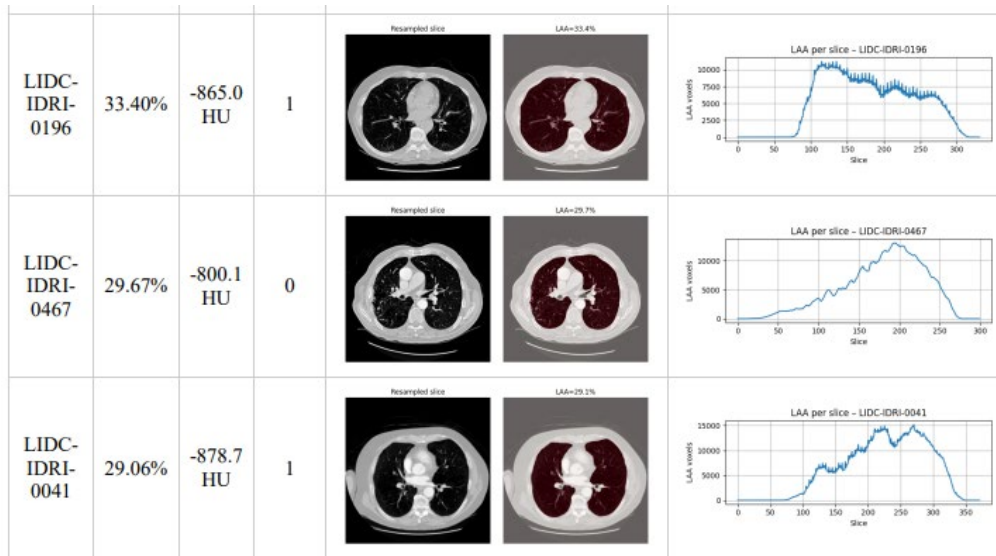 LIDC-
IDRI-
0196
33.40%
-865.0
HU
1
Resampled slice
LAA=33.4%
LAA per slice – LIDC-IDRI-0196
LAA voxels
10000
7500
5000
2500
0
0 50 100 150 200 250 300
Slice
LIDC-
IDRI-
0467
29.67%
-800.1
HU
0
Resampled slice
LAA=29.7%
LAA per slice – LIDC-IDRI-0467
LAA voxels
10000
5000
0
0 50 100 150 200 250 300
Slice
LIDC-
IDRI-
0041
29.06%
-878.7
HU
1
Resampled slice
LAA=29.1%
LAA per slice – LIDC-IDRI-0041
LAA voxels
15000
10000
5000
0
0 50 100 150 200 250 300 350
Slice